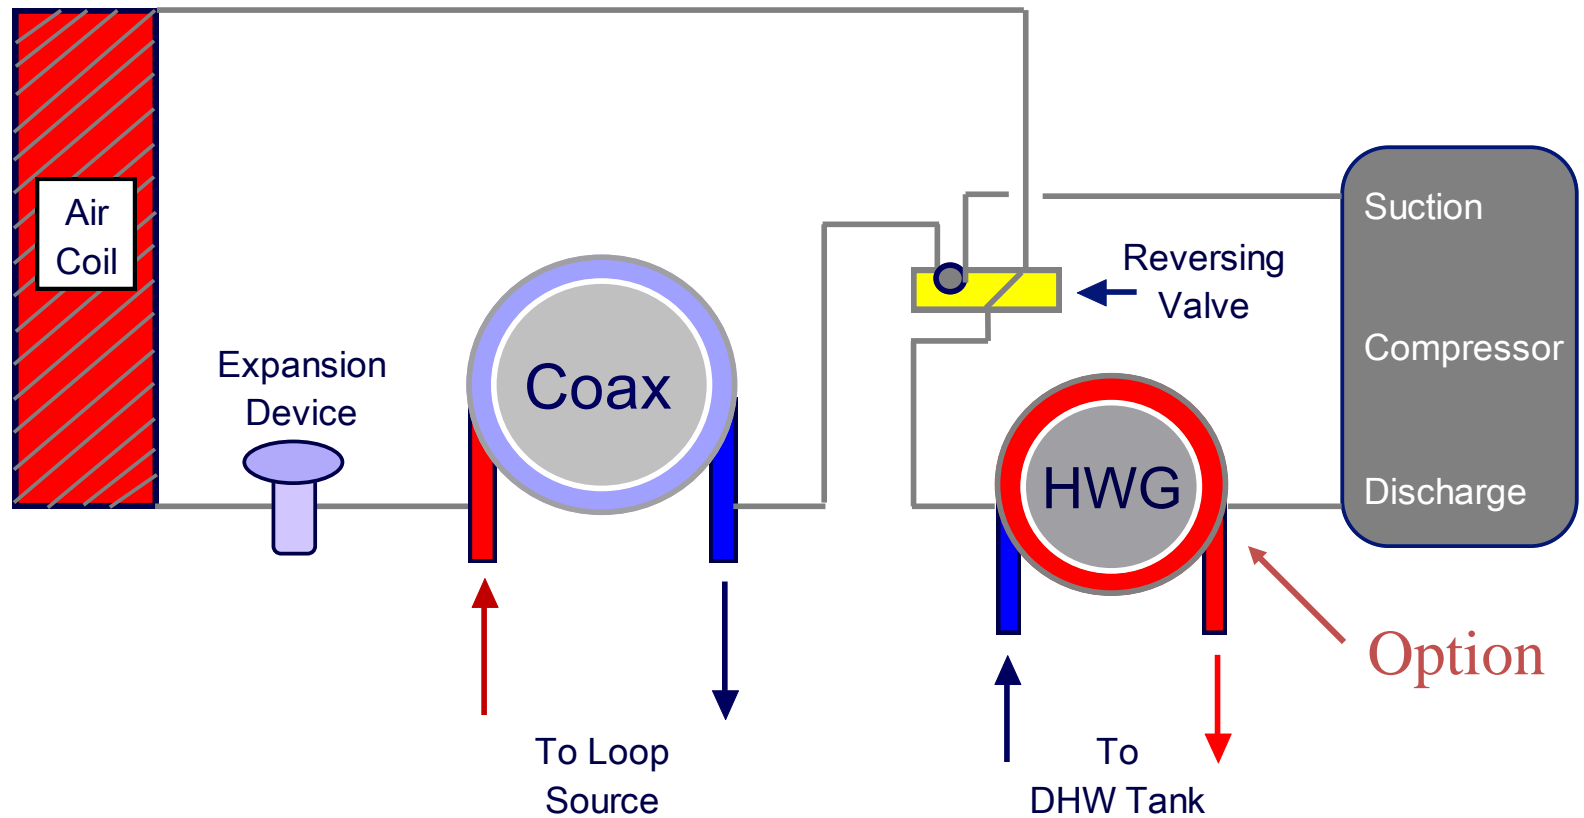 Air
Coil
Expansion
Device
Coax
Reversing
Valve
Suction
Compressor
Discharge
HWG
Option
To Loop
Source
To
DHW Tank